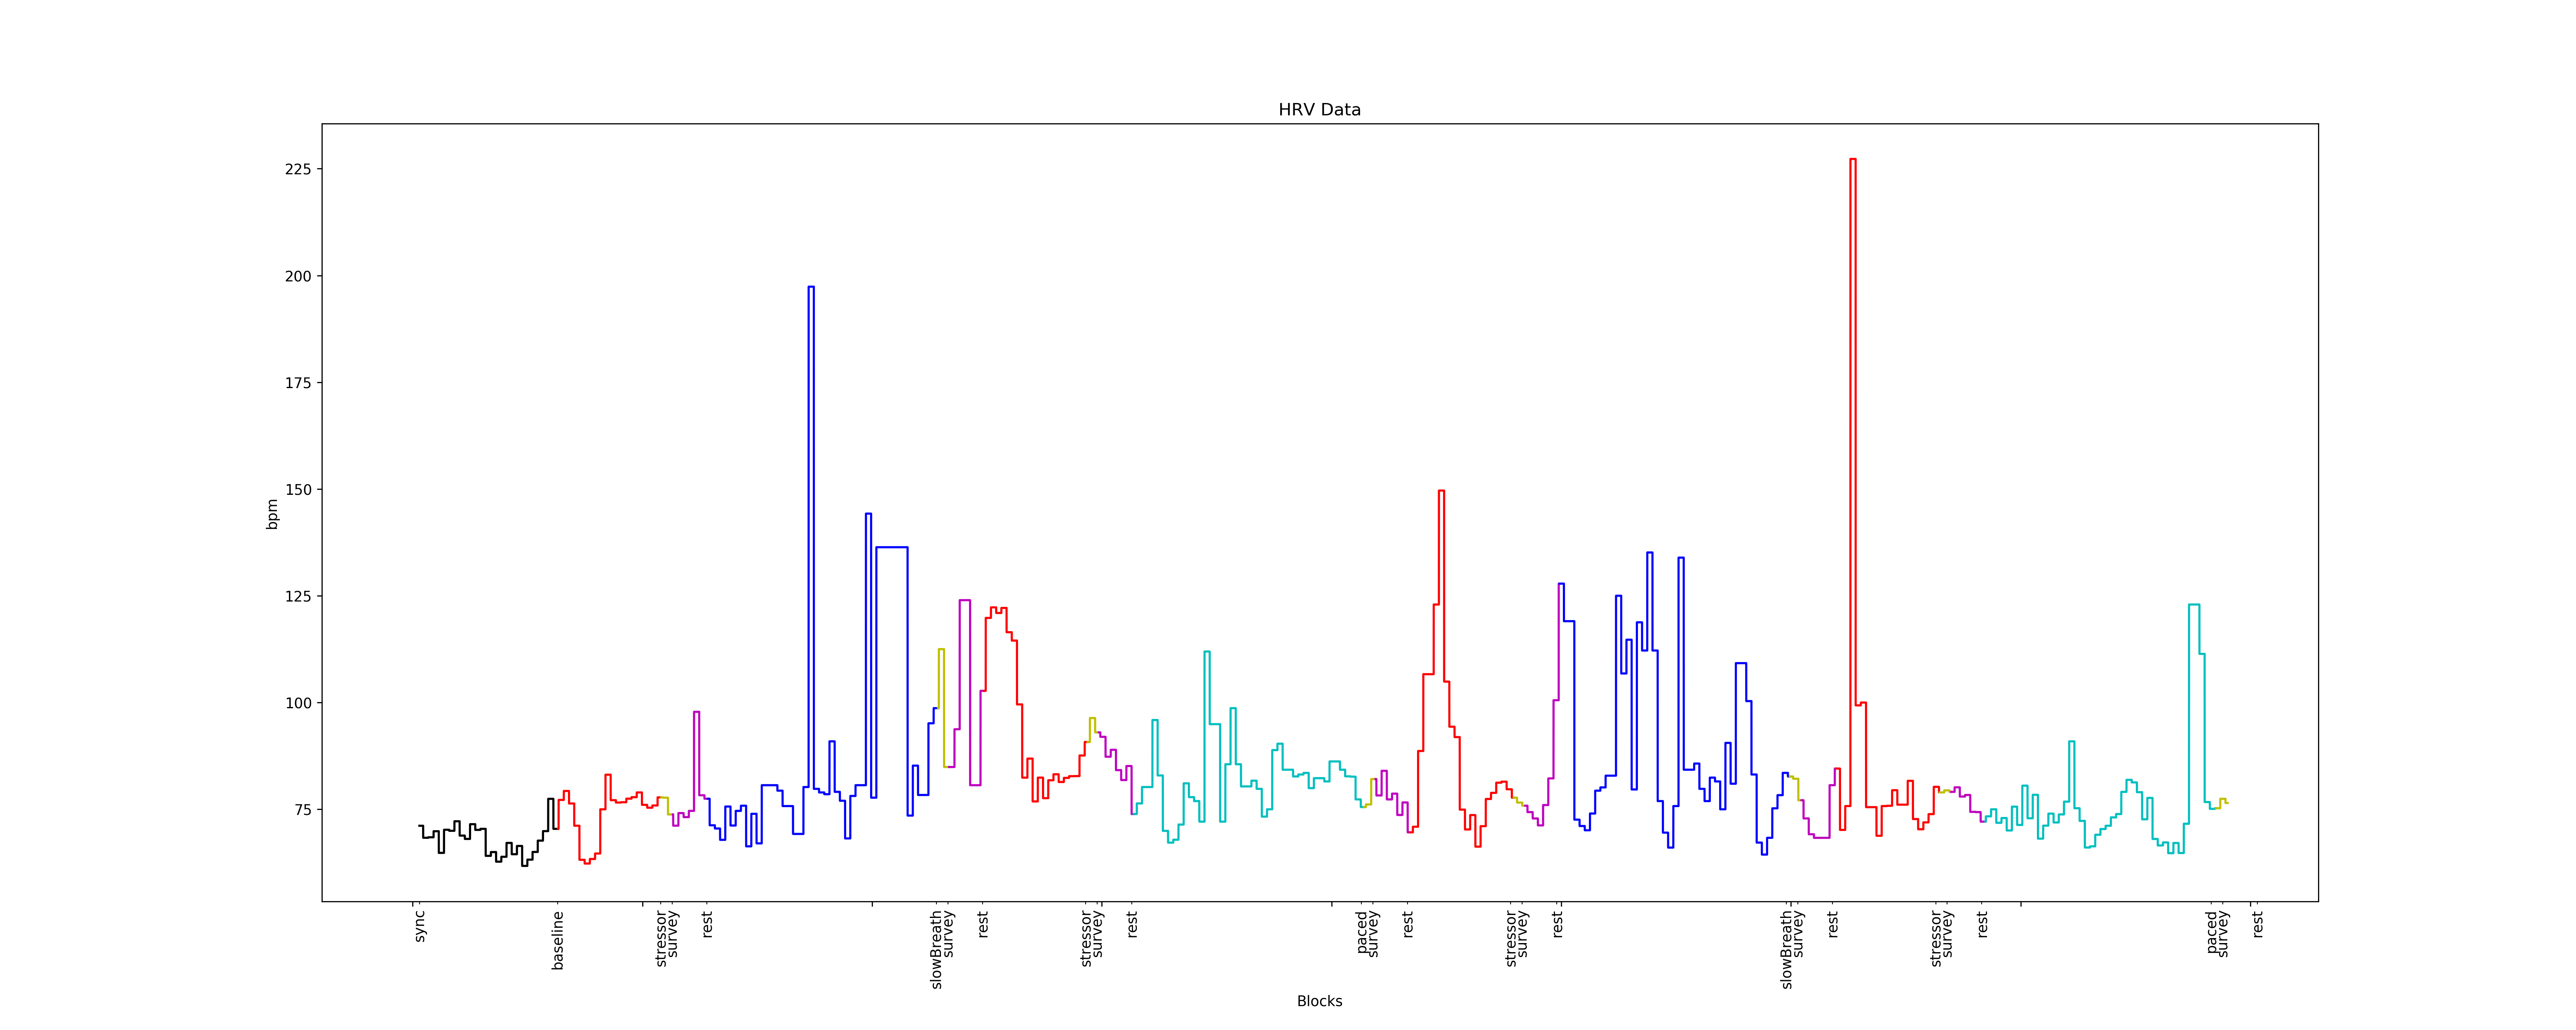 HRV Data
225
200
175
150
125
100
75
bpm
sync
baseline
stressor
survey
rest
slowBreath
survey
rest
stressor
survey
rest
paced
survey
rest
stressor
survey
rest
slowBreath
survey
rest
stressor
survey
rest
paced
survey
rest
Blocks